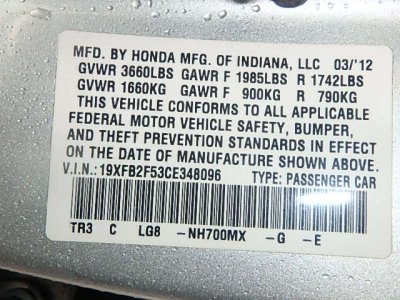 MFD. BY HONDA MFG. OF INDIANA, LLC 03/'12
GVWR 3660LBS GAWR F 1985LBS R 1742LBS
GVWR 1660KG GAWR F 900KG R 790KG
THIS VEHICLE CONFORMS TO ALL APPLICABLE
FEDERAL MOTOR VEHICLE SAFETY, BUMPER,
AND THEFT PREVENTION STANDARDS IN EFFECT
ON THE DATE OF MANUFACTURE SHOWN ABOVE.
V.I.N.: 19XFB2F53CE348096 TYPE: PASSENGER CAR
TR3 C LG8 -NH700MX -G -E